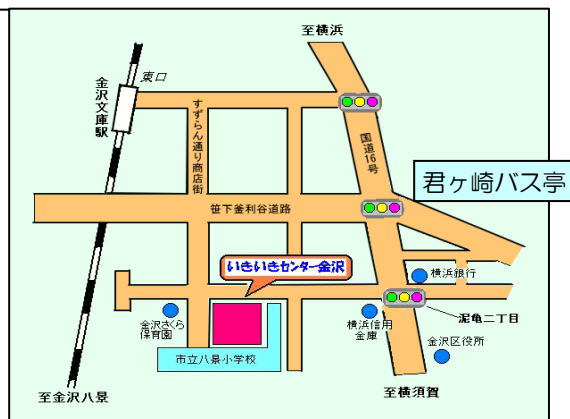 至横浜
東口
金沢文庫駅
すずらん通り商店街
国道16号
君ヶ崎バス亭
笹下釜利谷道路
いきいきセンター金沢
横浜銀行
金沢さくら
保育園
横浜信用
金庫
泥亀二丁目
金沢区役所
市立八景小学校
至金沢八景
至横須賀